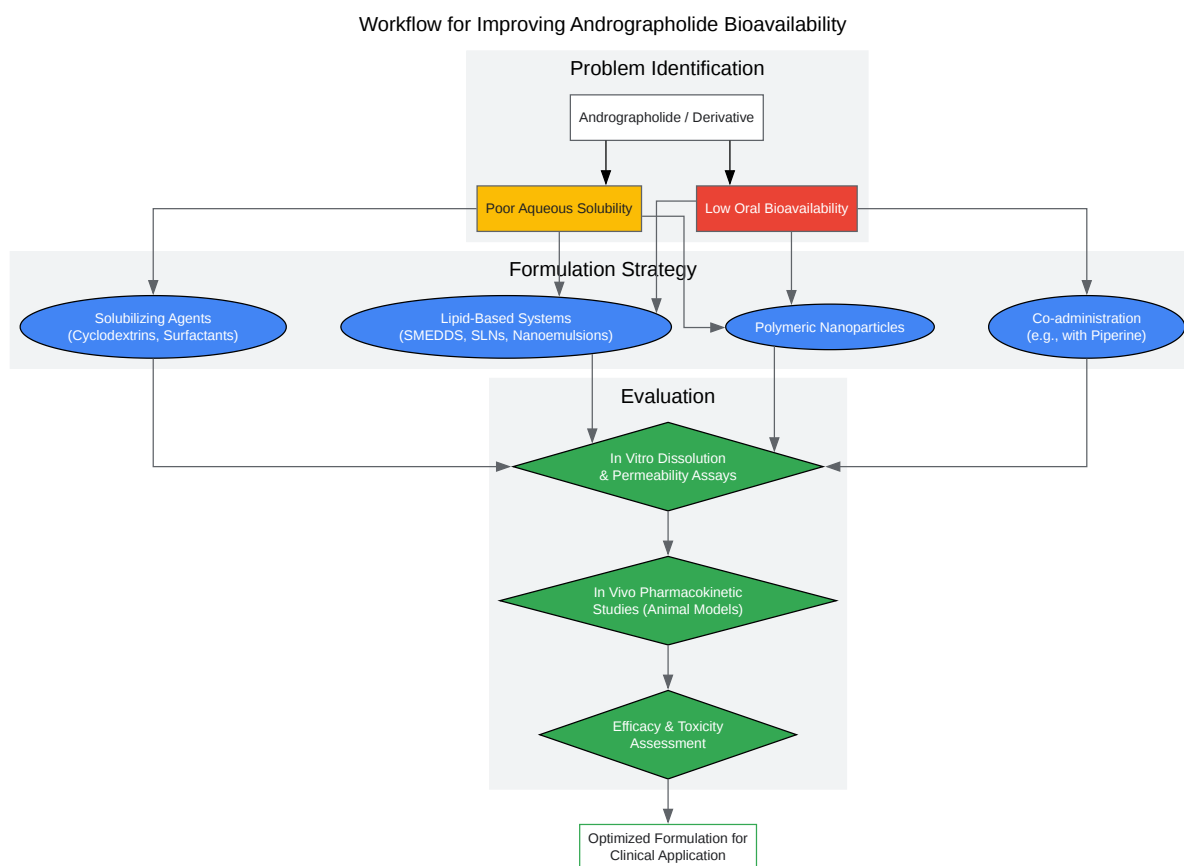 Workflow for Improving Andrographolide Bioavailability
Problem Identification
Andrographolide / Derivative
Poor Aqueous Solubility
Low Oral Bioavailability
Formulation Strategy
Solubilizing Agents
(Cyclodextrins, Surfactants)
Lipid-Based Systems
(SMEDDS, SLNs, Nanoemulsions)
Polymeric Nanoparticles
Co-administration
(e.g., with Piperine)
Evaluation
In Vitro Dissolution
& Permeability Assays
In Vivo Pharmacokinetic
Studies (Animal Models)
Efficacy & Toxicity
Assessment
Optimized Formulation for
Clinical Application